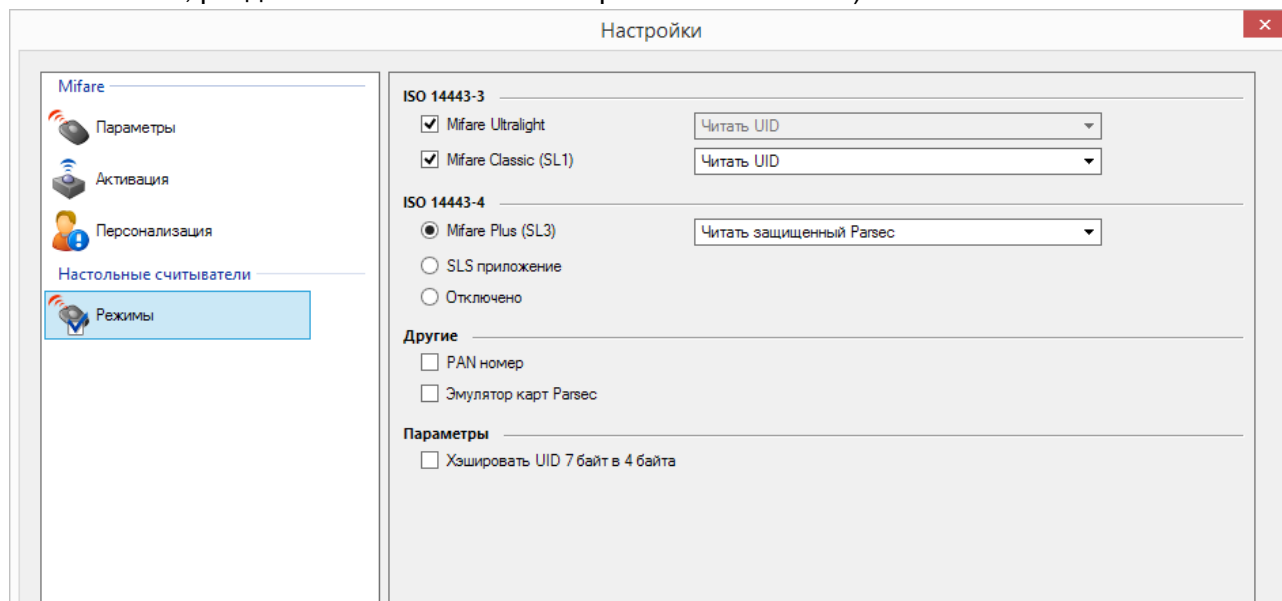 Настройки
Mifare
Параметры
Активация
Персонализация
Настольные считыватели
Режимы
ISO 14443-3
Mifare Ultralight Читать UID
Mifare Classic (SL1) Читать UID
ISO 14443-4
Mifare Plus (SL3) Читать защищенный Parsec
SLS приложение
Отключено
Другие
PAN номер
Эмулятор карт Parsec
Параметры
Хэшировать UID 7 байт в 4 байта